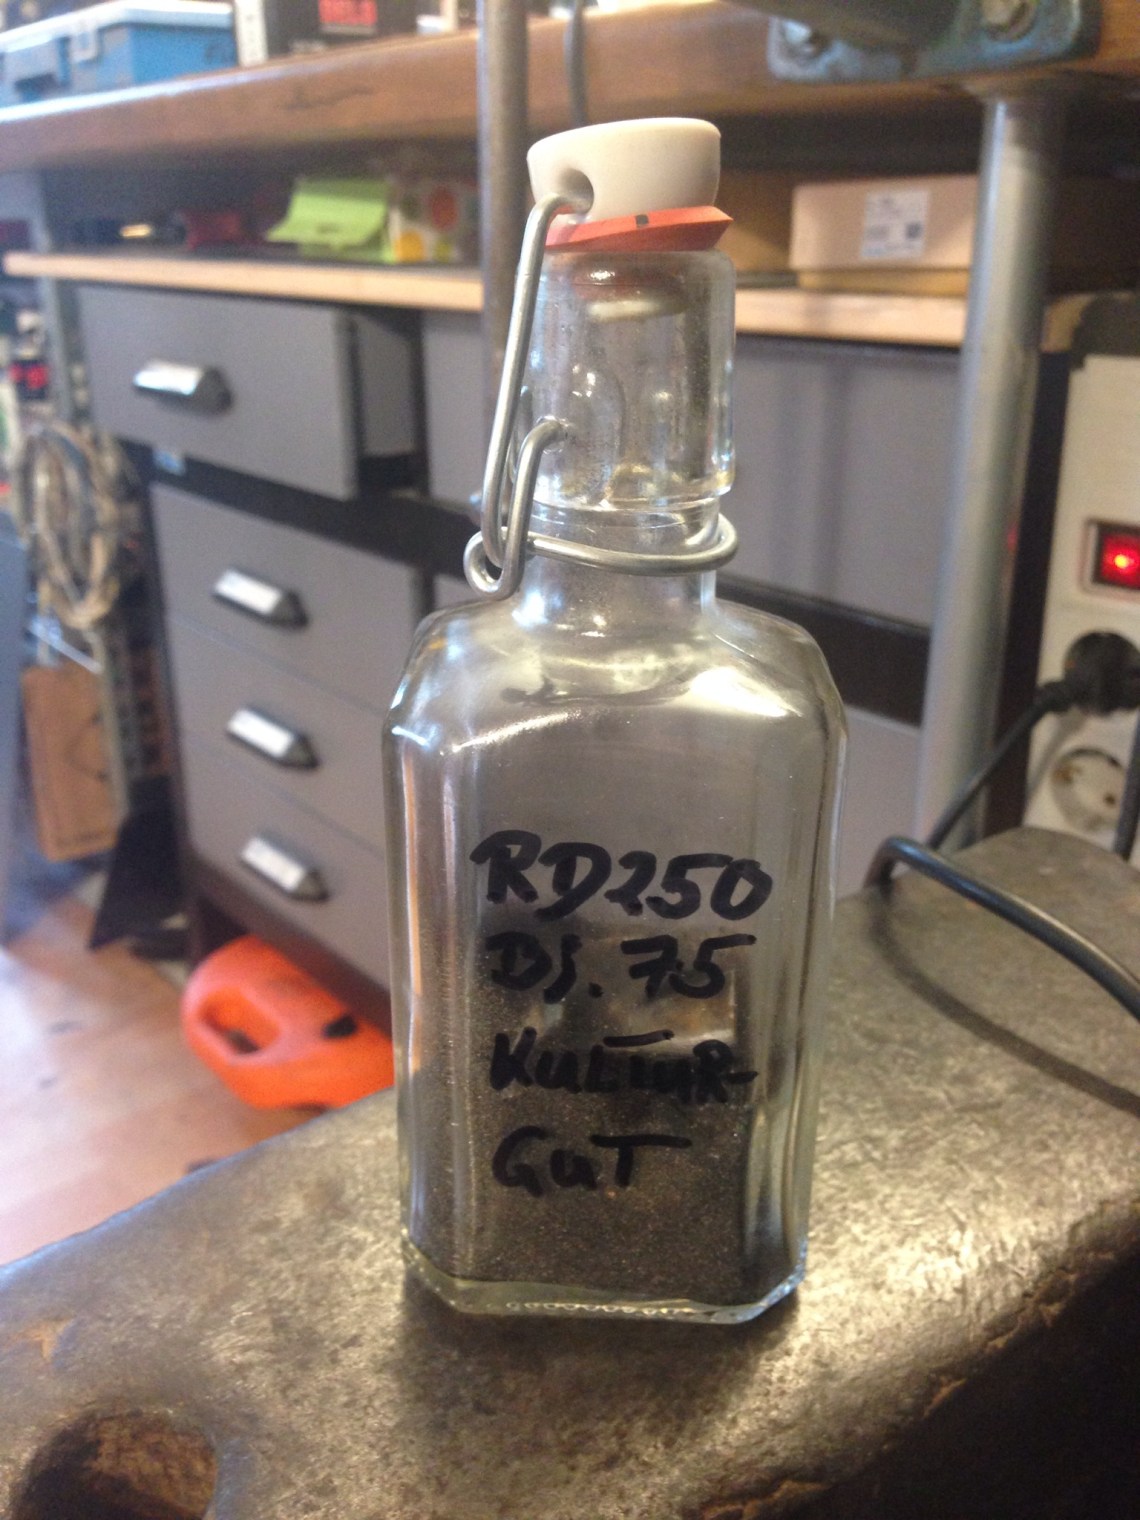 RD250
Bj. 75
KULTUR-
GUT